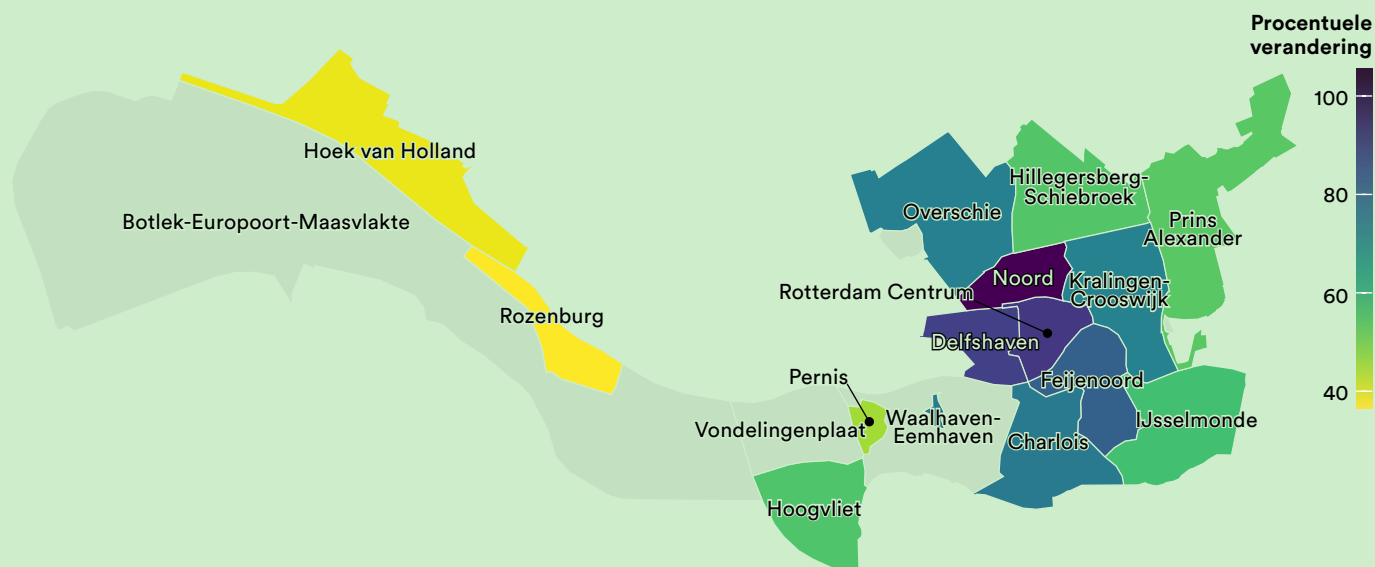 Procentuele
verandering
100
80
60
40
Hoek van Holland
Botlek-Europoort-Maasvlakte
Rozenburg
Overschie
Hillegersberg-
Schiebroek
Prins
Alexander
Noord
Kralingen-
Crooswijk
Rotterdam Centrum
Delfshaven
Feijenoord
Pernis
Vondelingenplaat
Waalhaven-
Eemhaven
Charlois
IJsselmonde
Hoogvliet